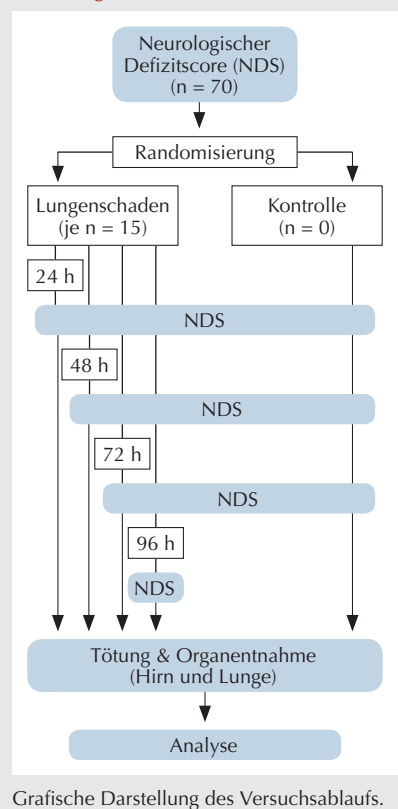 Neurologischer
Defizitscore (NDS)
(n = 70)
Randomisierung
Lungenschaden
(je n = 15)
Kontrolle
(n = 0)
24 h
NDS
48 h
NDS
72 h
NDS
96 h
NDS
Tötung & Organentnahme
(Hirn und Lunge)
Analyse
Grafische Darstellung des Versuchsablaufs.